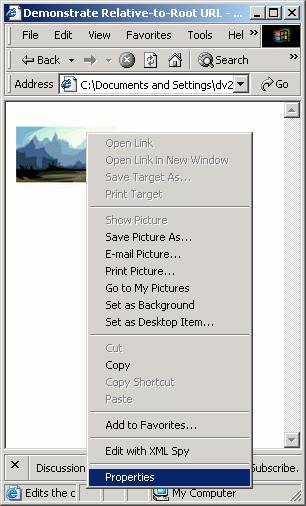 Demonstrate Relative-to-Root URL - ...
File Edit View Favorites Tools Help »
Back Search »
Address C:\Documents and Settings\dv2 Go
Open Link
Open Link in New Window
Save Target As...
Print Target
Show Picture
Save Picture As...
E-mail Picture...
Print Picture...
Go to My Pictures
Set as Background
Set as Desktop Item...
Cut
Copy
Copy Shortcut
Paste
Add to Favorites...
Edit with XML Spy
Discussion Subscribe.
Properties
Edits the c My Computer